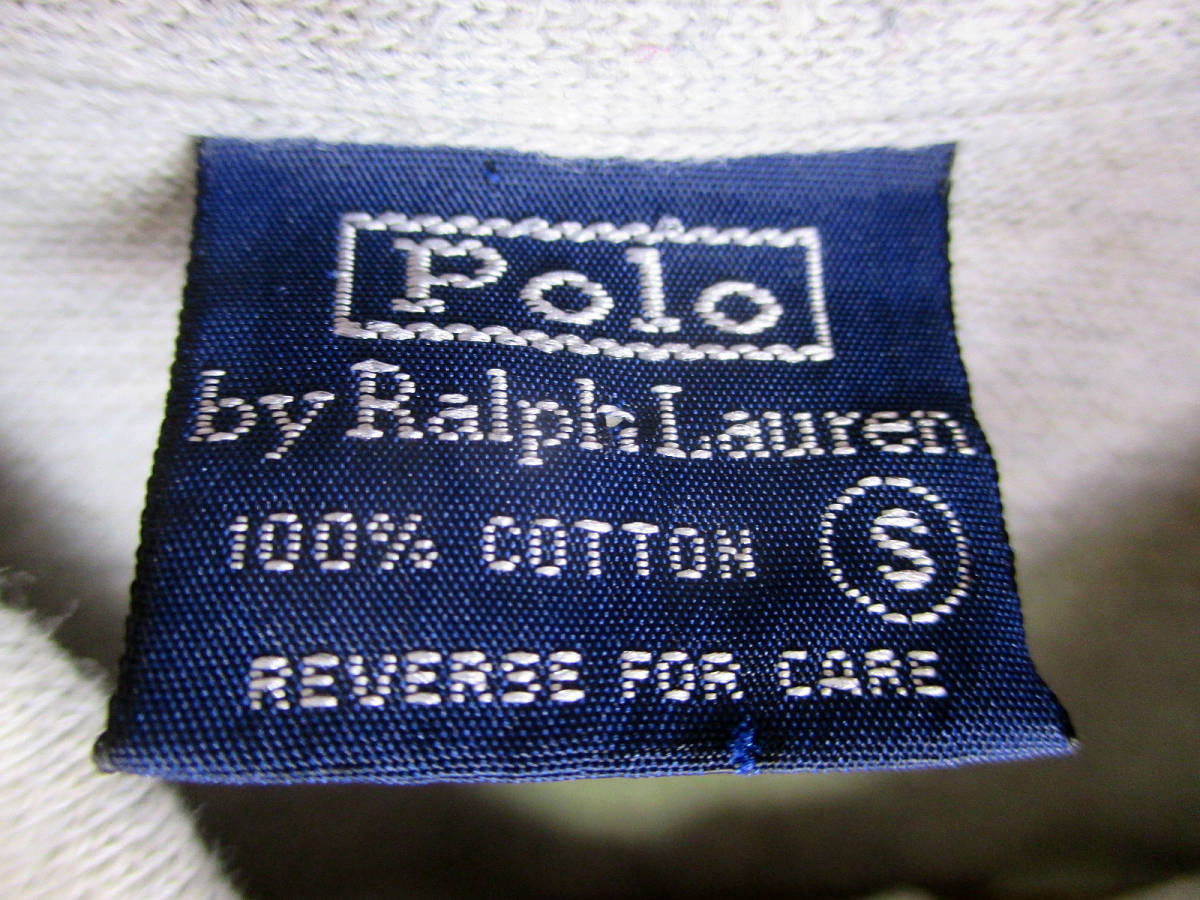 Polo
by Ralph Lauren
100% COTTON S
REVERSE FOR CARE